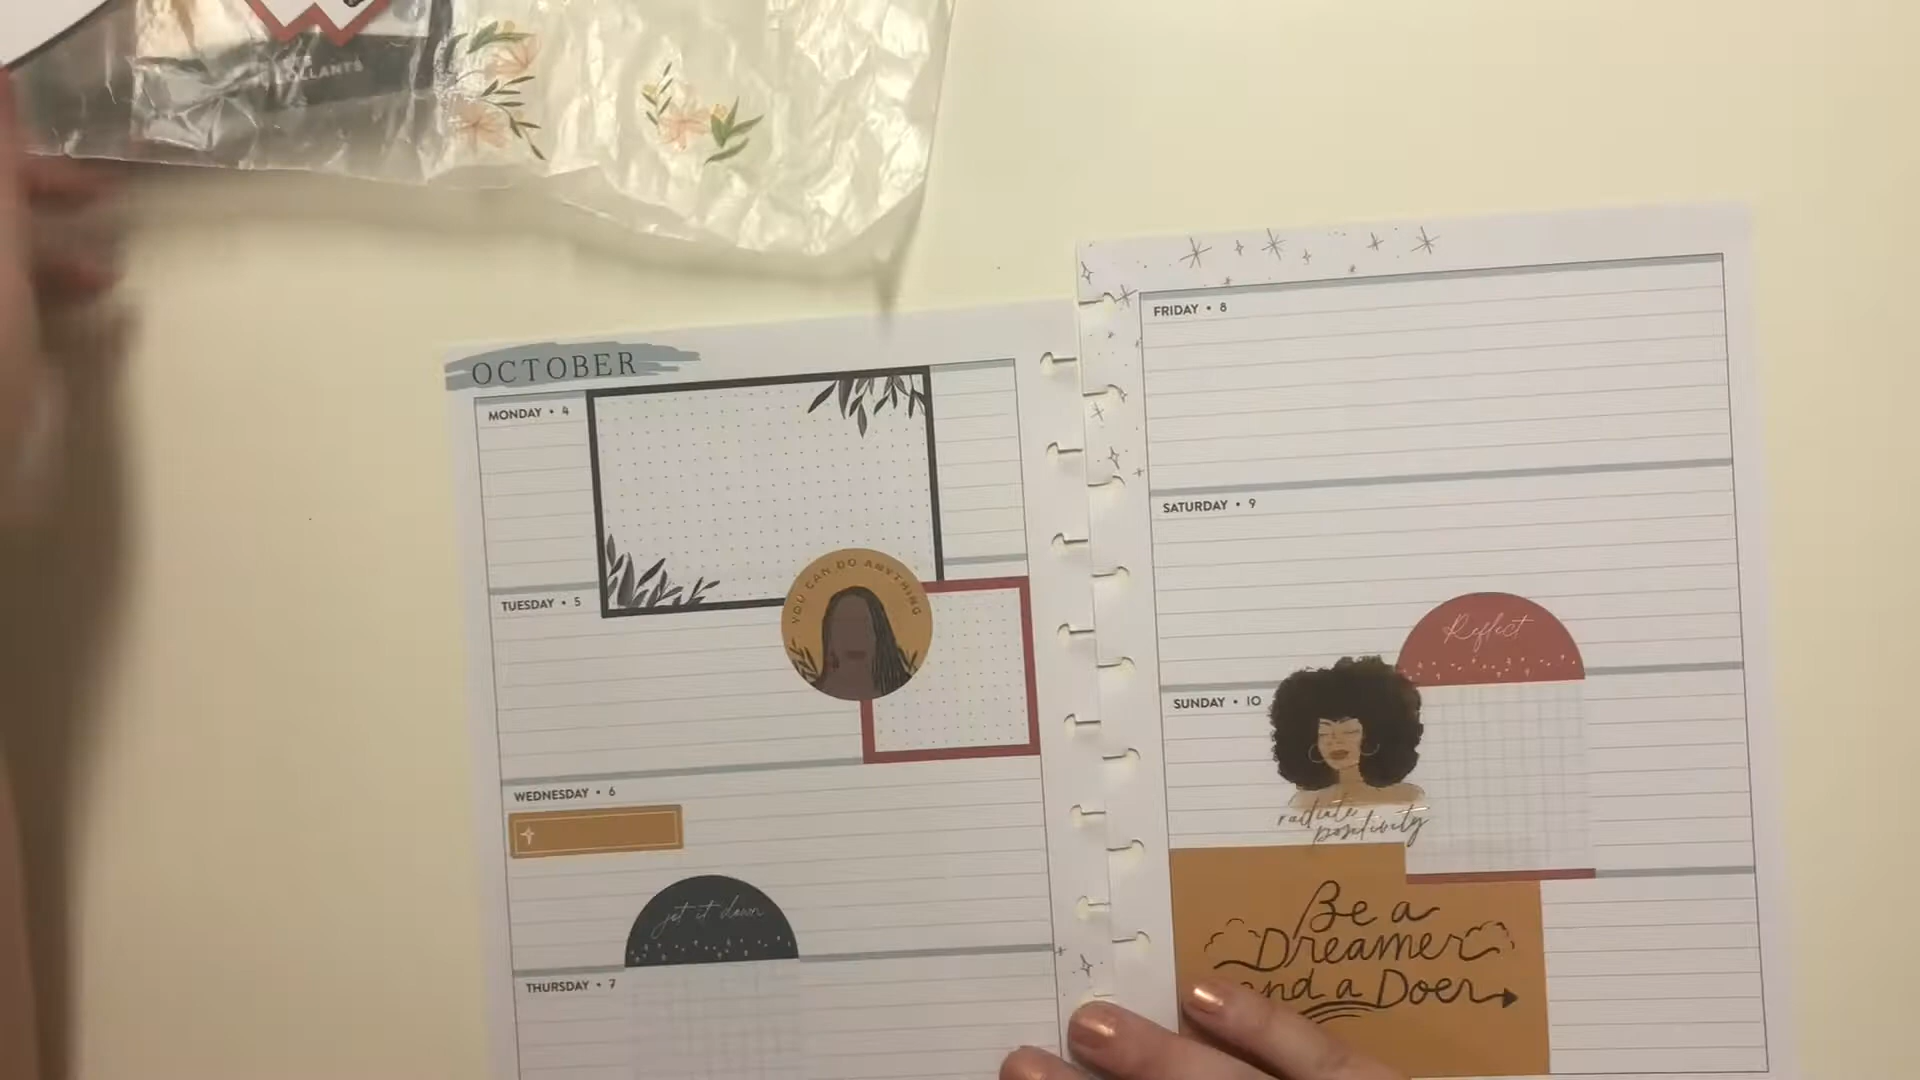 COLLANTS
OCTOBER
MONDAY • 4
YOU CAN DO ANYTHING
TUESDAY • 5
WEDNESDAY • 6
jot it down
THURSDAY • 7
FRIDAY • 8
SATURDAY • 9
Reflect
SUNDAY • 10
radiate
positivity
Be a
Dreamer
and a Doer